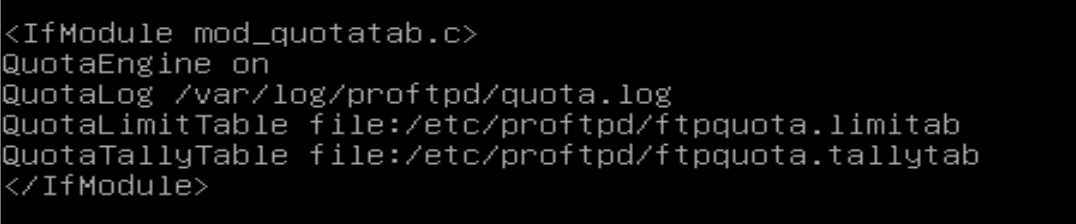 <IfModule mod_quotatab.c>
QuotaEngine on
QuotaLog /var/log/proftpd/quota.log
QuotaLimitTable file:/etc/proftpd/ftpquota.limitab
QuotaTallyTable file:/etc/proftpd/ftpquota.tallytab
</IfModule>